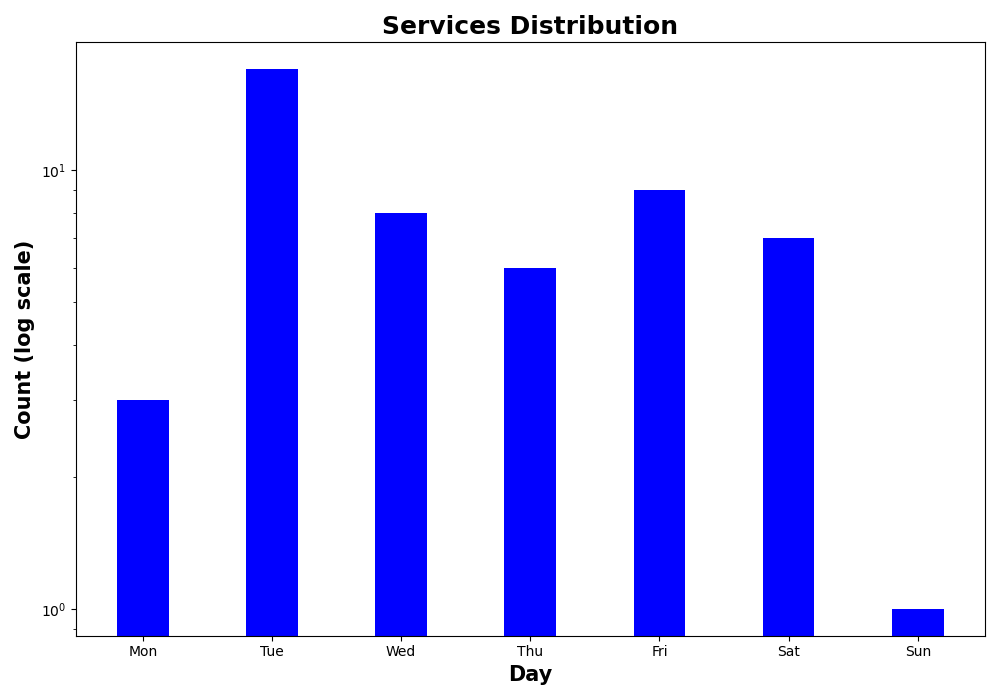 Services Distribution
Count (log scale)
10¹
10⁰
Mon Tue Wed Thu Fri Sat Sun
Day